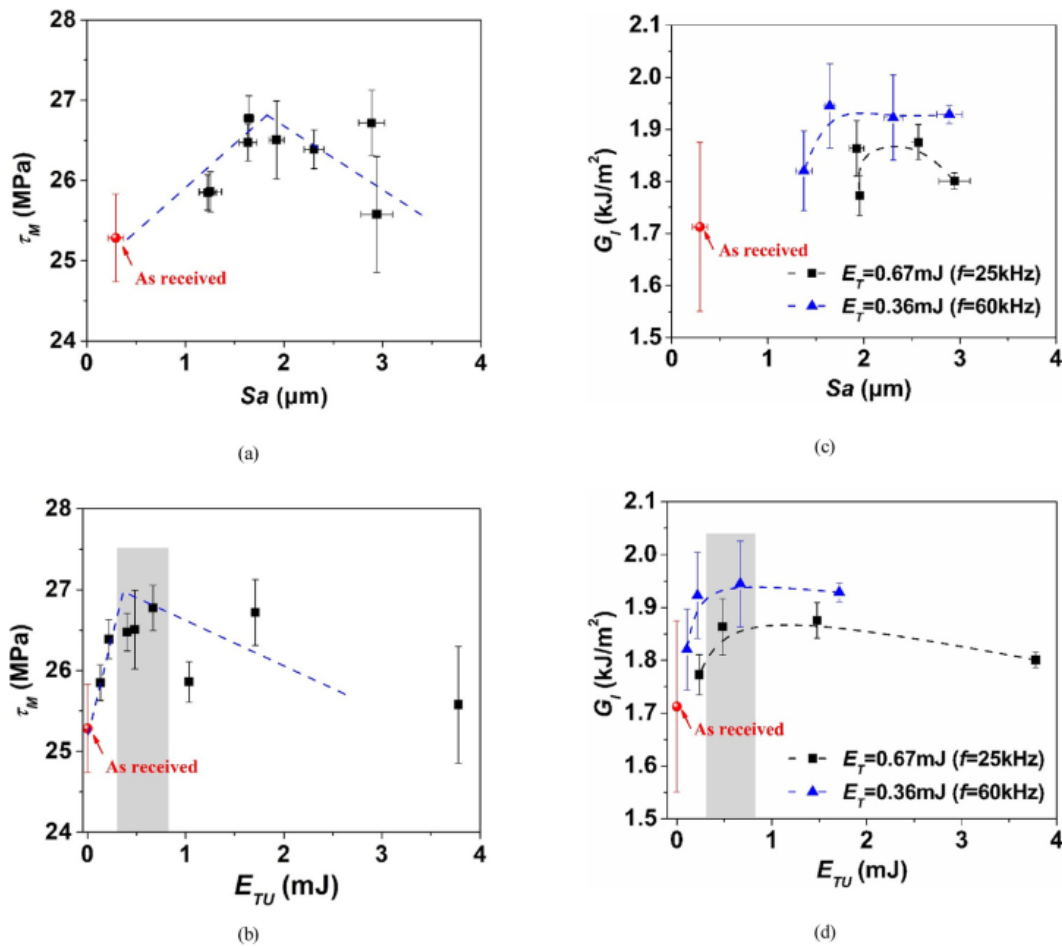 28
27
26
25
24
τM (MPa)
As received
0
1
2
3
4
Sa (μm)
(a)
2.1
2.0
1.9
1.8
1.7
1.6
1.5
GI (kJ/m²)
As received
ET=0.67mJ (f=25kHz)
ET=0.36mJ (f=60kHz)
1
2
3
4
Sa (μm)
(c)
28
27
26
25
24
τM (MPa)
As received
0
1
2
3
4
ETU (mJ)
(b)
2.1
2.0
1.9
1.8
1.7
1.6
1.5
GI (kJ/m²)
As received
ET=0.67mJ (f=25kHz)
ET=0.36mJ (f=60kHz)
0
1
2
3
4
ETU (mJ)
(d)